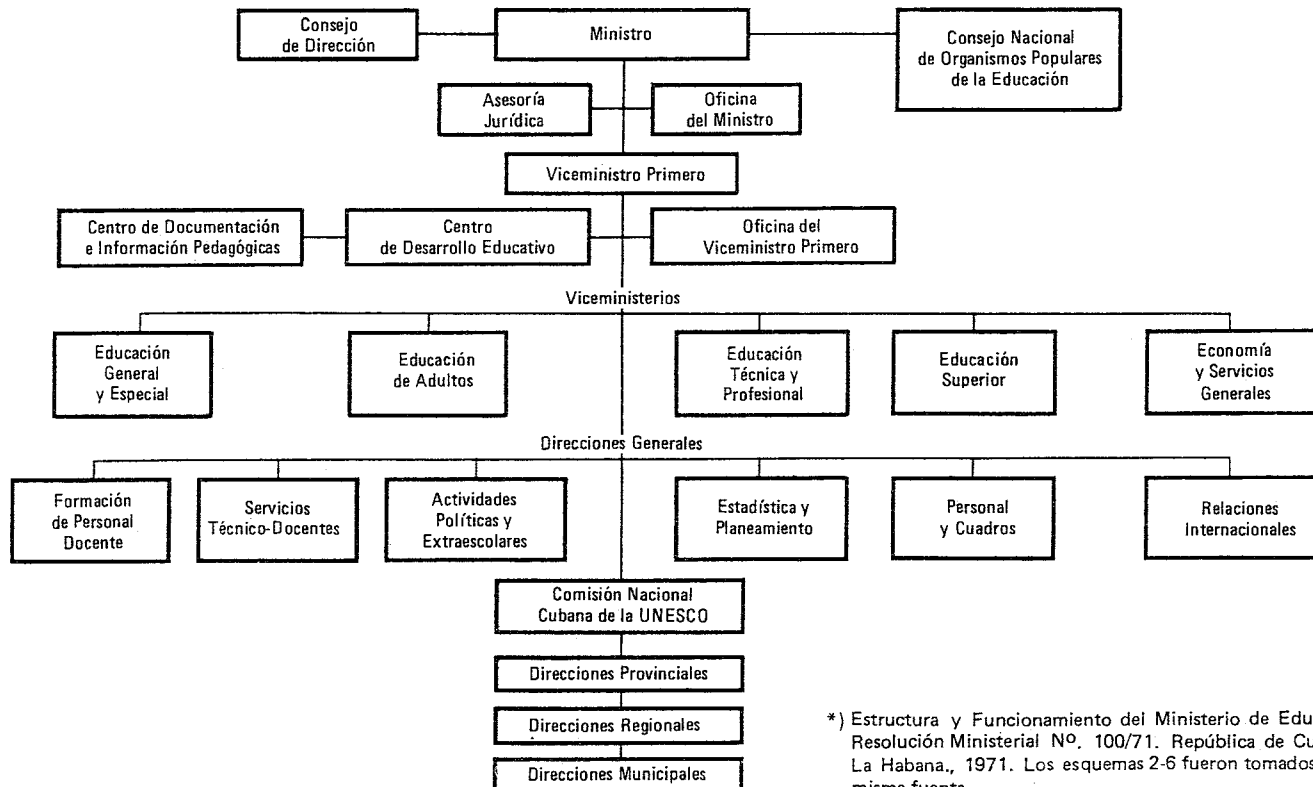 Consejo
de Dirección
Ministro
Consejo Nacional
de Organismos Populares
de la Educación
Asesoría
Jurídica
Oficina
del Ministro
Viceministro Primero
Centro de Documentación
e Información Pedagógicas
Centro
de Desarrollo Educativo
Oficina del
Viceministro Primero
Viceministerios
Educación
General
y Especial
Educación
de Adultos
Educación
Técnica y
Profesional
Educación
Superior
Economía
y Servicios
Generales
Direcciones Generales
Formación
de Personal
Docente
Servicios
Técnico-Docentes
Actividades
Políticas y
Extraescolares
Estadística y
Planeamiento
Personal
y Cuadros
Relaciones
Internacionales
Comisión Nacional
Cubana de la UNESCO
Direcciones Provinciales
Direcciones Regionales
Direcciones Municipales
*) Estructura y Funcionamiento del Ministerio de Edu
Resolución Ministerial Nº. 100/71. República de Cu
La Habana., 1971. Los esquemas 2-6 fueron tomados
misma fuente